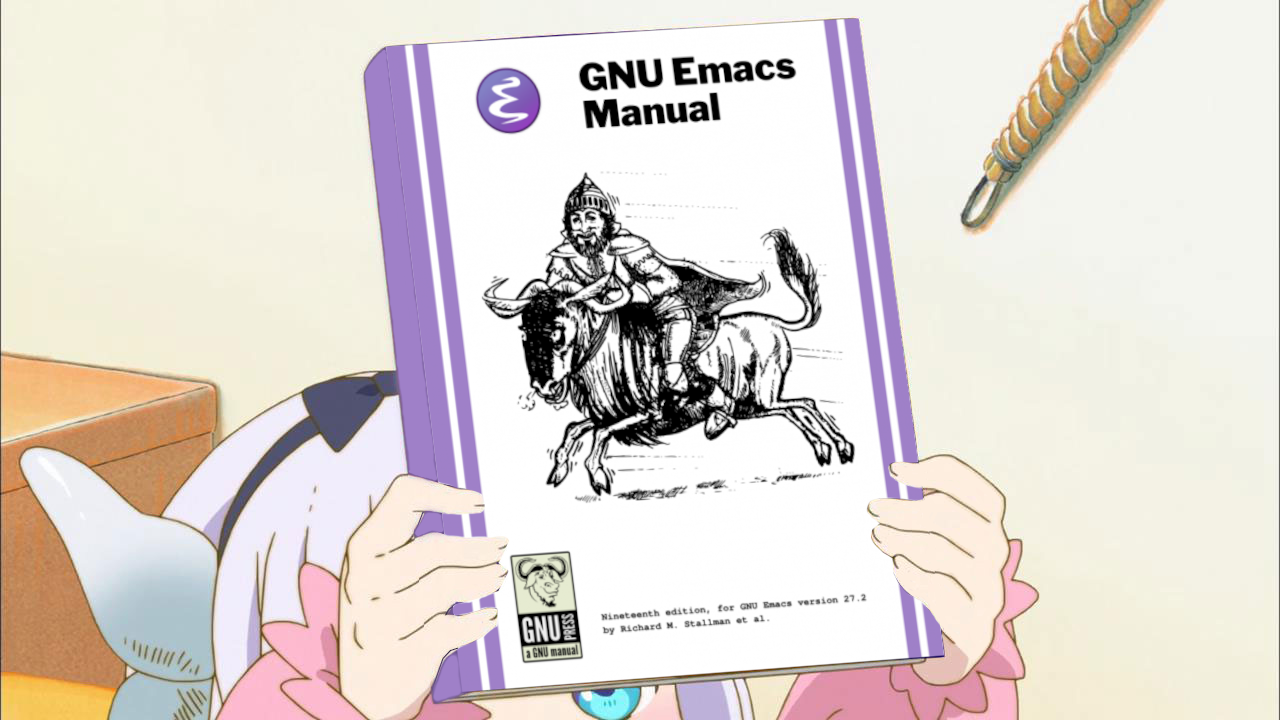 GNU Emacs
Manual
GNU
PRESS
a GNU manual
Nineteenth edition, for GNU Emacs version 27.2
by Richard M. Stallman et al.